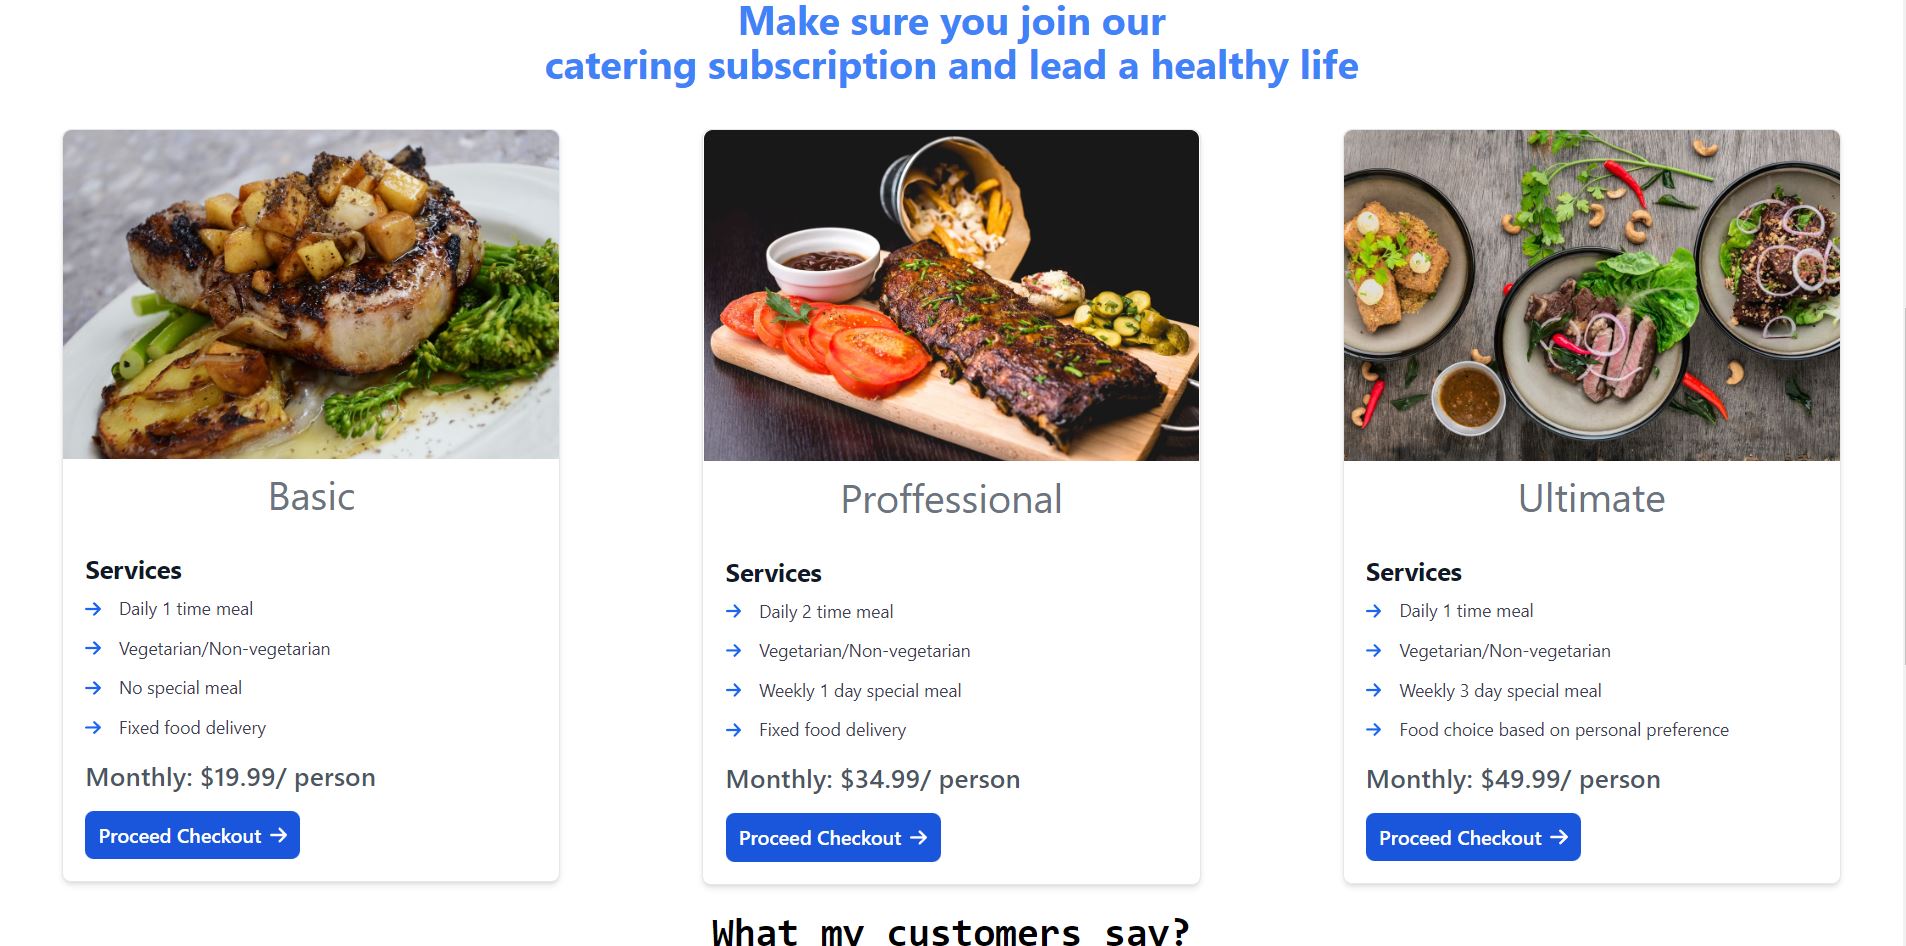 Make sure you join our
catering subscription and lead a healthy life
Basic
Services
Daily 1 time meal
Vegetarian/Non-vegetarian
No special meal
Fixed food delivery
Monthly: $19.99/ person
Proceed Checkout
Proffessional
Services
Daily 2 time meal
Vegetarian/Non-vegetarian
Weekly 1 day special meal
Fixed food delivery
Monthly: $34.99/ person
Proceed Checkout
Ultimate
Services
Daily 1 time meal
Vegetarian/Non-vegetarian
Weekly 3 day special meal
Food choice based on personal preference
Monthly: $49.99/ person
Proceed Checkout
What my customers say?